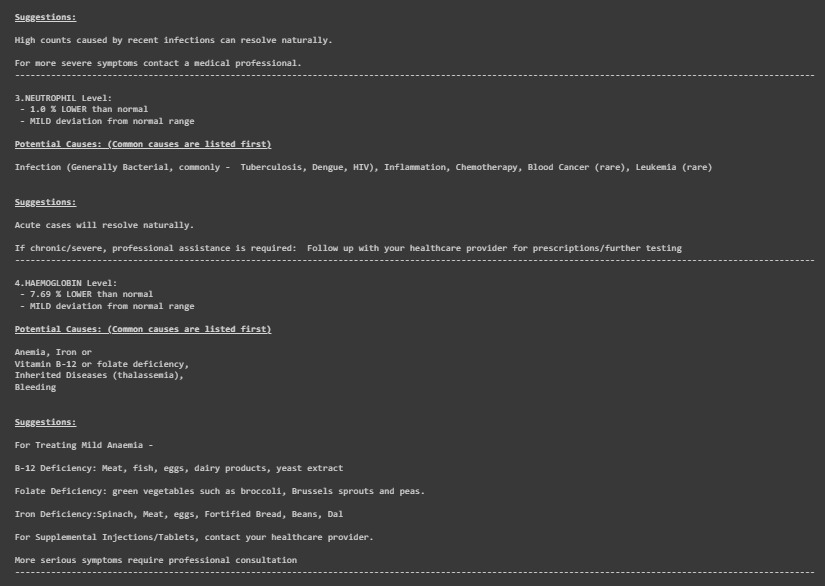 Suggestions:
High counts caused by recent infections can resolve naturally.
For more severe symptoms contact a medical professional.
--------------------------------------------------------------------------------
3.NEUTROPHIL Level:
- 1.0 % LOWER than normal
- MILD deviation from normal range
Potential Causes: (Common causes are listed first)
Infection (Generally Bacterial, commonly -  Tuberculosis, Dengue, HIV), Inflammation, Chemotherapy, Blood Cancer (rare), Leukemia (rare)
Suggestions:
Acute cases will resolve naturally.
If chronic/severe, professional assistance is required:  Follow up with your healthcare provider for prescriptions/further testing
--------------------------------------------------------------------------------
4.HAEMOGLOBIN Level:
- 7.69 % LOWER than normal
- MILD deviation from normal range
Potential Causes: (Common causes are listed first)
Anemia, Iron or
Vitamin B-12 or folate deficiency,
Inherited Diseases (thalassemia),
Bleeding
Suggestions:
For Treating Mild Anaemia -
B-12 Deficiency: Meat, fish, eggs, dairy products, yeast extract
Folate Deficiency: green vegetables such as broccoli, Brussels sprouts and peas.
Iron Deficiency:Spinach, Meat, eggs, Fortified Bread, Beans, Dal
For Supplemental Injections/Tablets, contact your healthcare provider.
More serious symptoms require professional consultation
--------------------------------------------------------------------------------